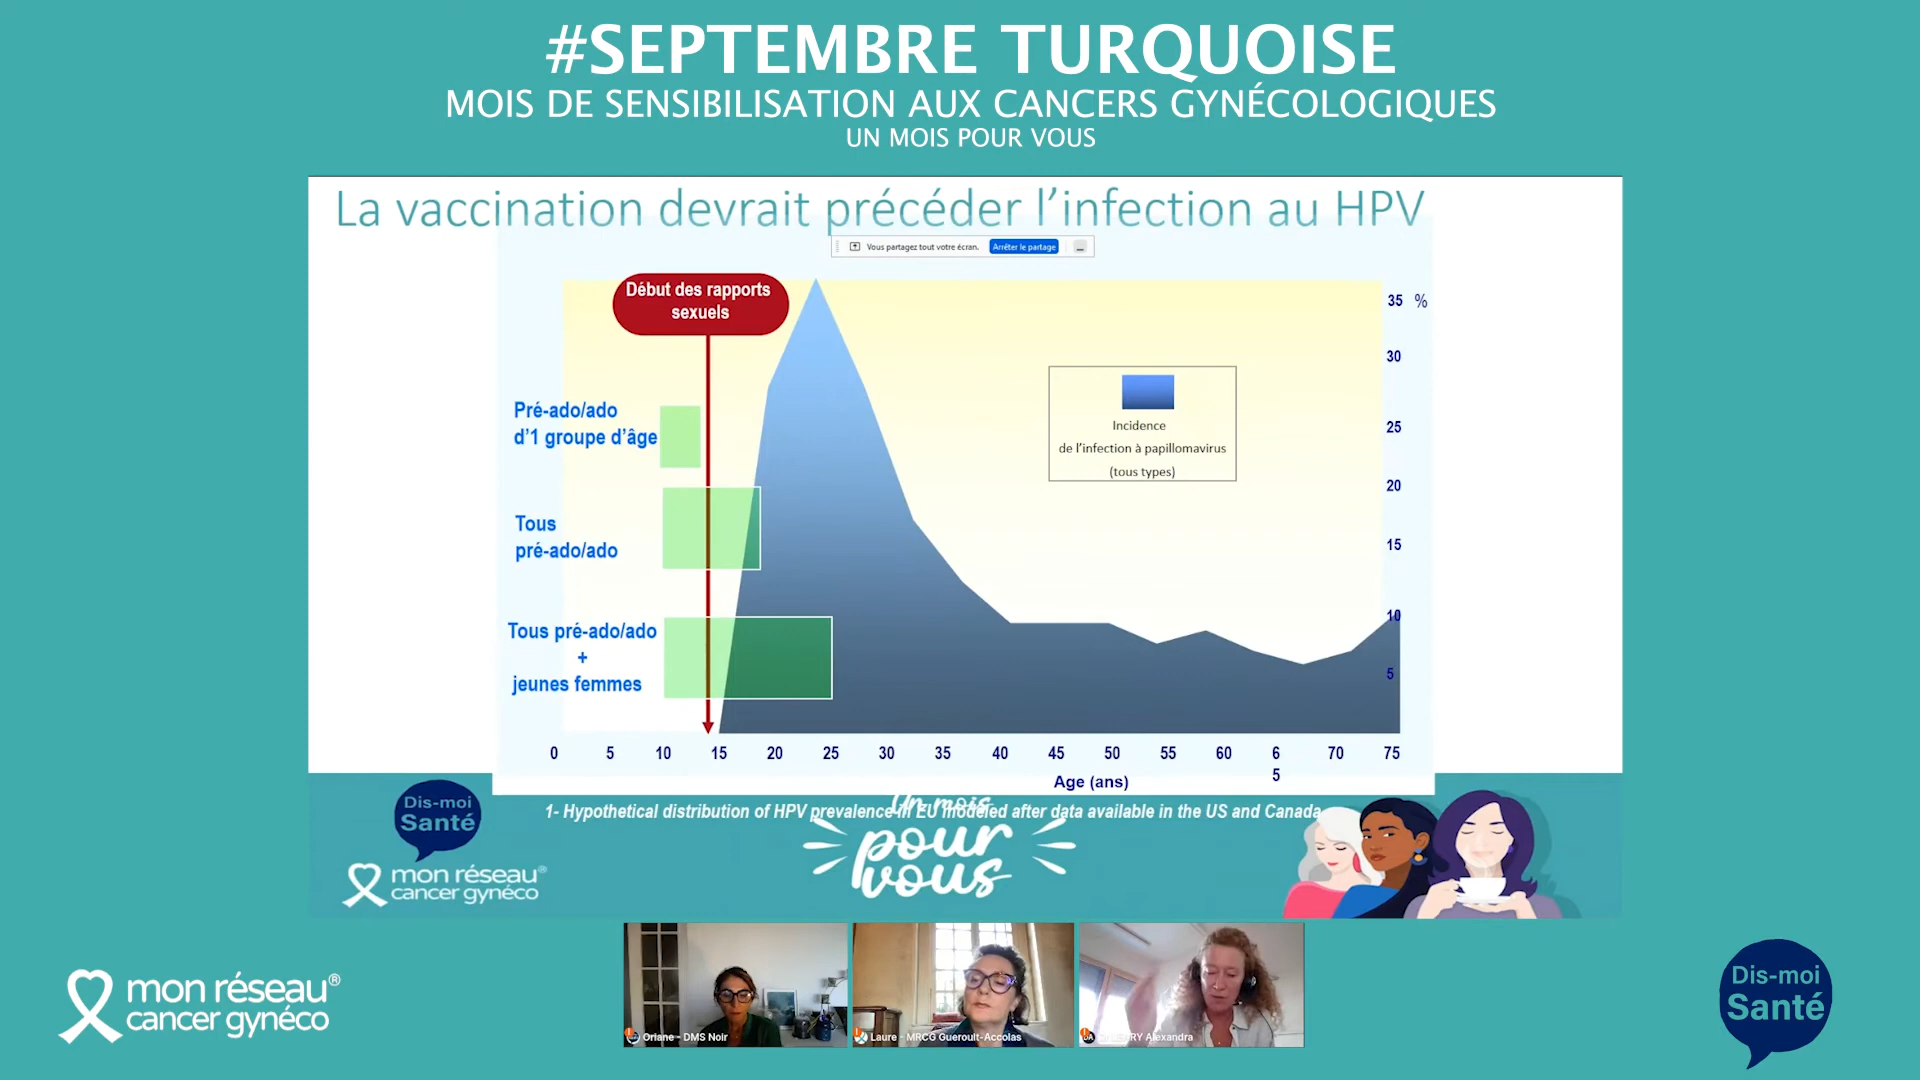 #SEPTEMBRE TURQUOISE
MOIS DE SENSIBILISATION AUX CANCERS GYNÉCOLOGIQUES
UN MOIS POUR VOUS
La vaccination devrait précéder l'infection au HPV
Vous partagez tout votre écran.
Arrêter le partage
Début des rapports
sexuels
35 %
30
25
20
15
10
5
Incidence
de l'infection à papillomavirus
(tous types)
Pré-ado/ado
d'1 groupe d'âge
Tous
pré-ado/ado
Tous pré-ado/ado
+
jeunes femmes
0 5 10 15 20 25 30 35 40 45 50 55 60 6 70 75
5
Age (ans)
1- Hypothetical distribution of HPV prevalence in EU modeled after data available in the US and Canada
Dis-moi
Santé
mon réseau®
cancer gynéco
Un mois
pour
vous
Oriane - DMS Noir
Laure - MRCG Gueroult-Accolas
Alexandra
mon réseau®
cancer gynéco
Dis-moi
Santé